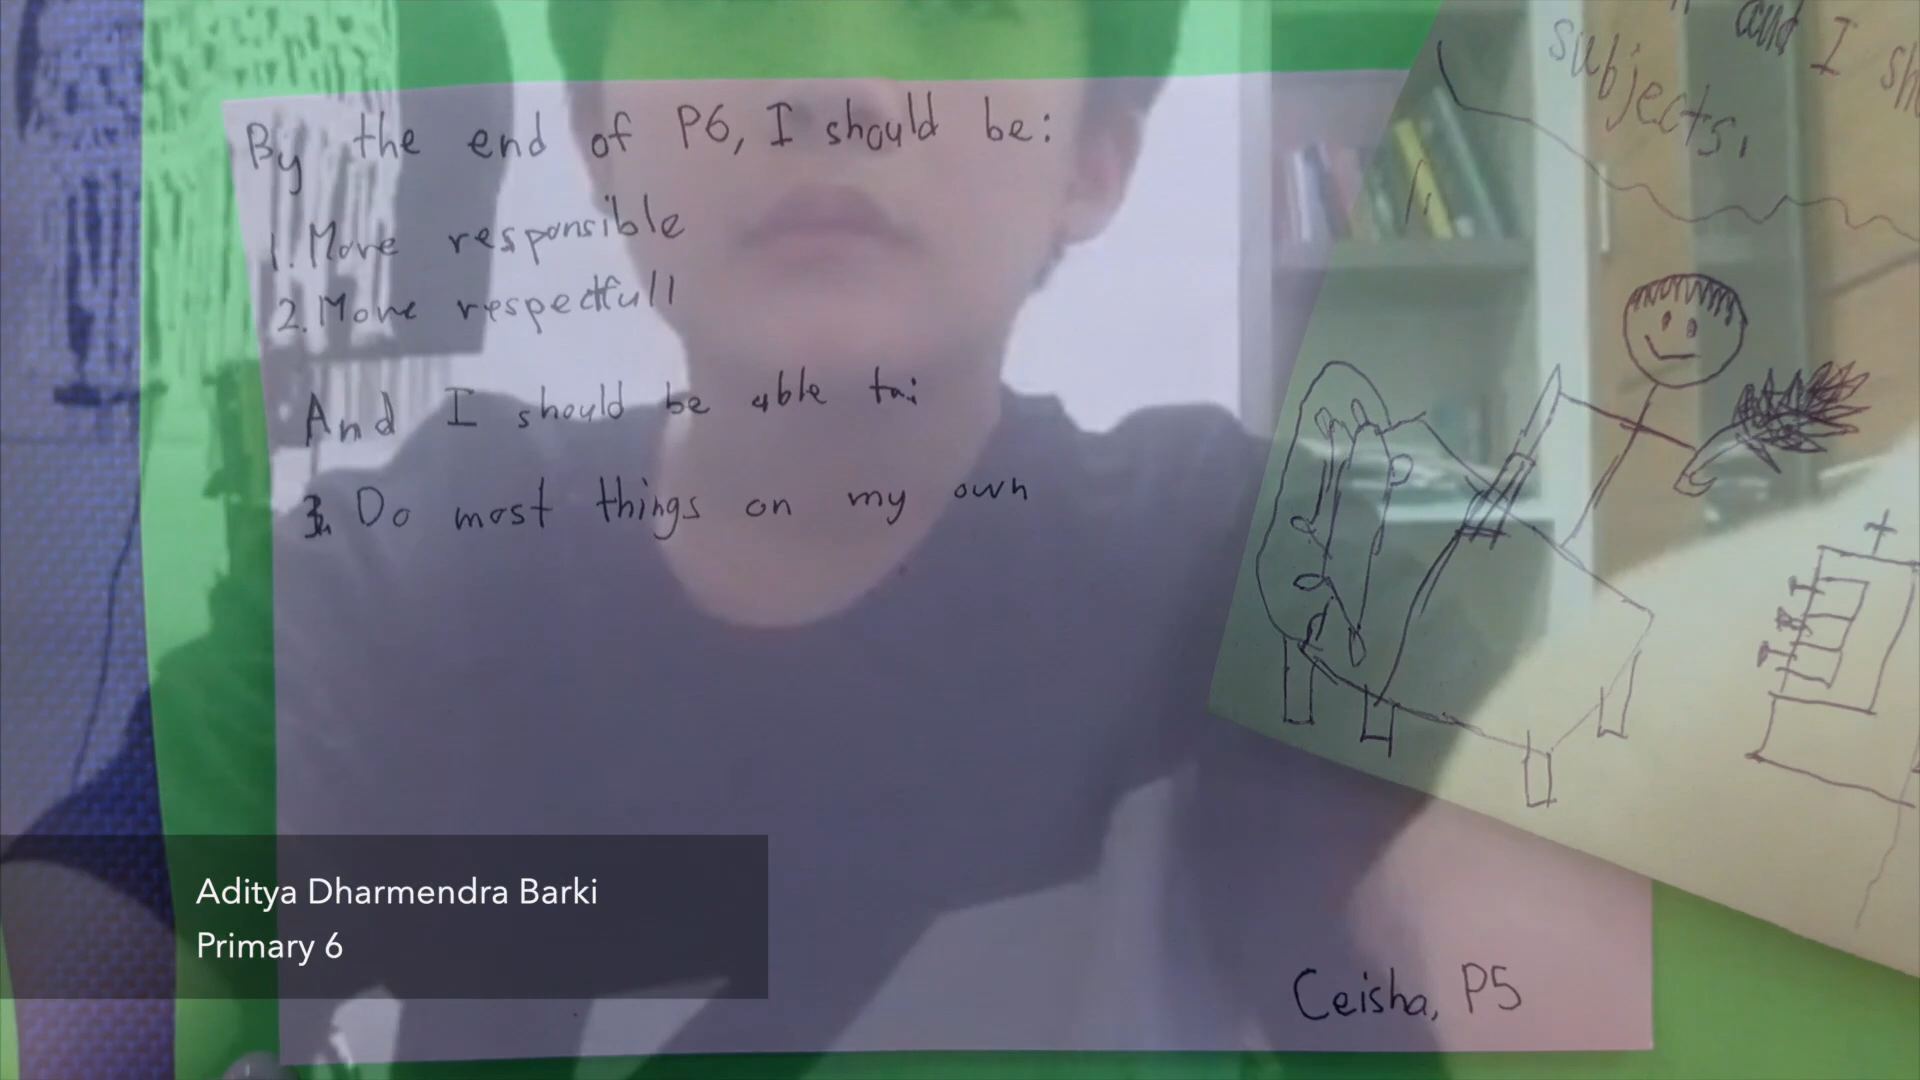 By the end of P6, I should be:
1. More responsible
2. More respectfull
And I should be able to:
3. Do most things on my own
Ceisha, P5
and I sh
subjects.
Aditya Dharmendra Barki
Primary 6